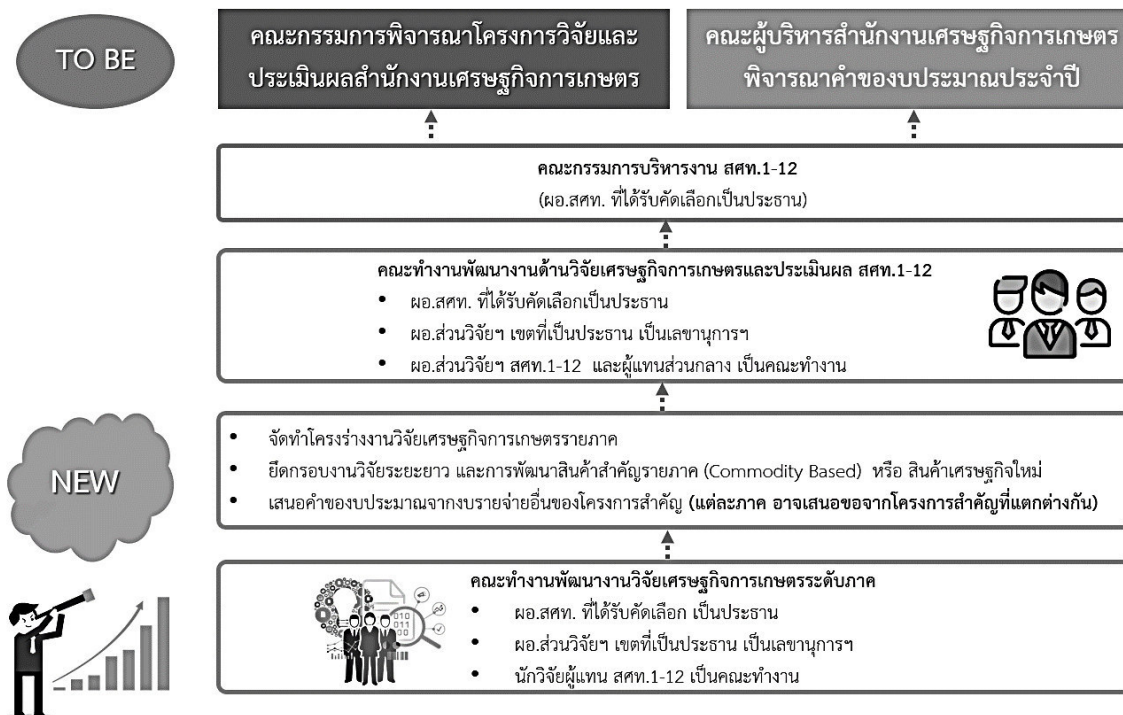 TO BE
คณะกรรมการพิจารณาโครงการวิจัยและ
ประเมินผลสำนักงานเศรษฐกิจการเกษตร
คณะผู้บริหารสำนักงานเศรษฐกิจการเกษตร
พิจารณาคำของบประมาณประจำปี
คณะกรรมการบริหารงาน สศท.1-12
(ผอ.สศท. ที่ได้รับคัดเลือกเป็นประธาน)
คณะทำงานพัฒนางานด้านวิจัยเศรษฐกิจการเกษตรและประเมินผล สศท.1-12
• ผอ.สศท. ที่ได้รับคัดเลือกเป็นประธาน
• ผอ.ส่วนวิจัยฯ เขตที่เป็นประธาน เป็นเลขานุการฯ
• ผอ.ส่วนวิจัยฯ สศท.1-12 และผู้แทนส่วนกลาง เป็นคณะทำงาน
NEW
• จัดทำโครงร่างงานวิจัยเศรษฐกิจการเกษตรรายภาค
• ยึดกรอบงานวิจัยระยะยาว และการพัฒนาสินค้าสำคัญรายภาค (Commodity Based) หรือ สินค้าเศรษฐกิจใหม่
• เสนอคำของบประมาณจากงบรายจ่ายอื่นของโครงการสำคัญ (แต่ละภาค อาจเสนอขอจากโครงการสำคัญที่แตกต่างกัน)
คณะทำงานพัฒนางานวิจัยเศรษฐกิจการเกษตรระดับภาค
• ผอ.สศท. ที่ได้รับคัดเลือก เป็นประธาน
• ผอ.ส่วนวิจัยฯ เขตที่เป็นประธาน เป็นเลขานุการฯ
• นักวิจัยผู้แทน สศท.1-12 เป็นคณะทำงาน
010
011
000